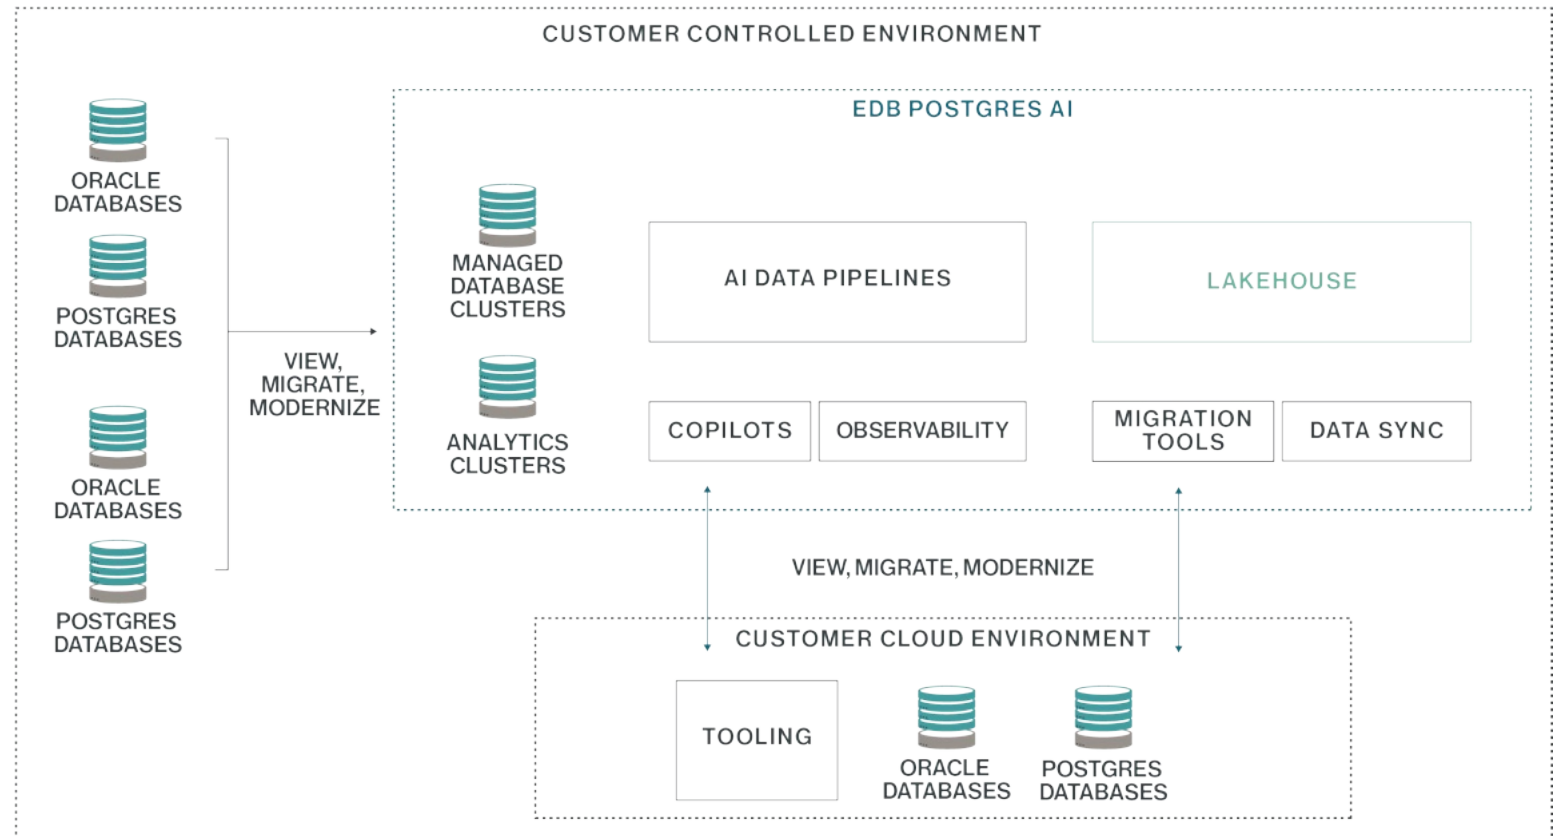 CUSTOMER CONTROLLED ENVIRONMENT
ORACLE
DATABASES
POSTGRES
DATABASES
ORACLE
DATABASES
POSTGRES
DATABASES
VIEW,
MIGRATE,
MODERNIZE
EDB POSTGRES AI
MANAGED
DATABASE
CLUSTERS
ANALYTICS
CLUSTERS
AI DATA PIPELINES
LAKEHOUSE
COPILOTS
OBSERVABILITY
MIGRATION
TOOLS
DATA SYNC
VIEW, MIGRATE, MODERNIZE
CUSTOMER CLOUD ENVIRONMENT
TOOLING
ORACLE
DATABASES
POSTGRES
DATABASES